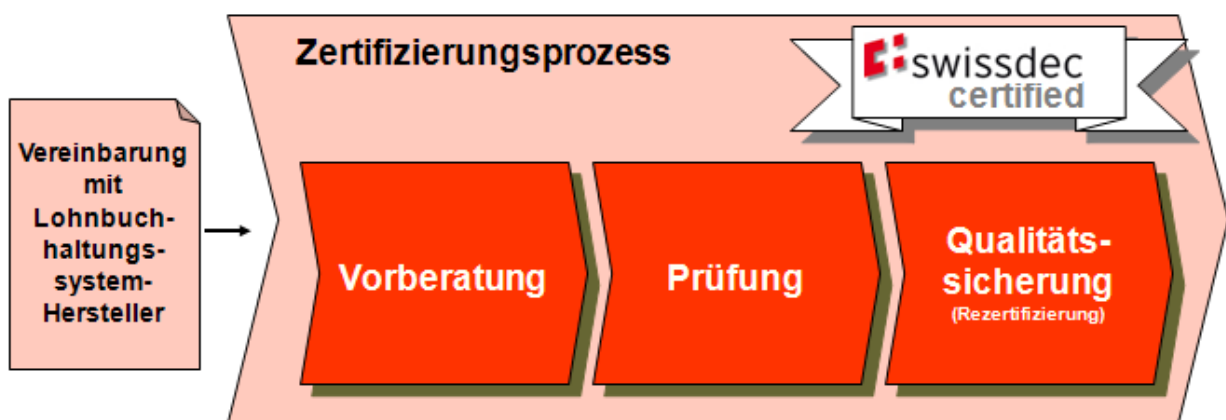 Zertifizierungsprozess
swissdec
certified
Vereinbarung
mit
Lohnbuch-
haltungs-
system-
Hersteller
Vorberatung
Prüfung
Qualitäts-
sicherung
(Rezertifizierung)